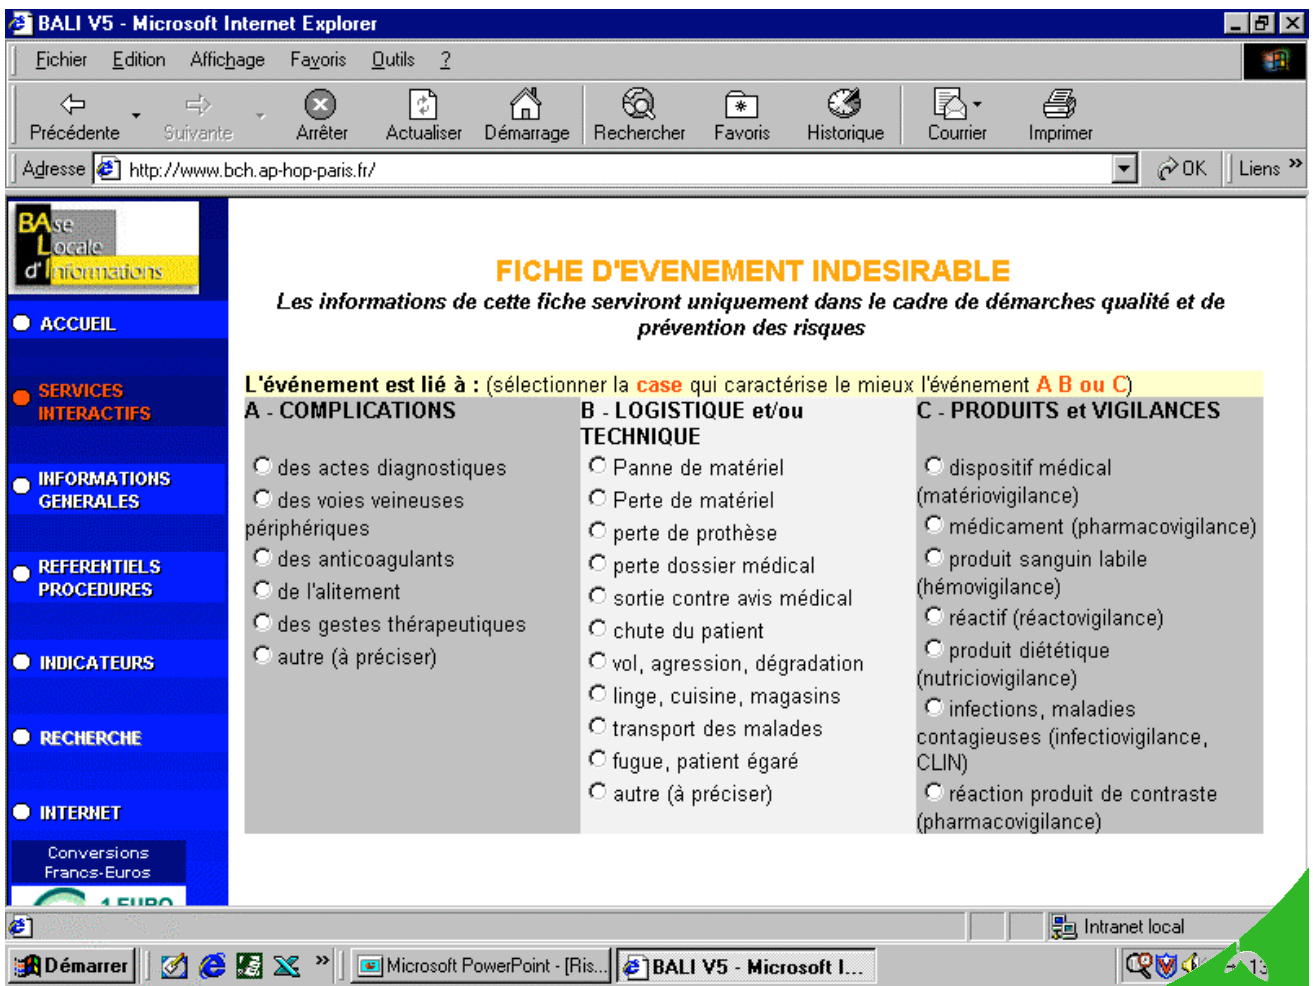 BALI V5 - Microsoft Internet Explorer
Fichier Edition Affichage Favoris Outils ?
Précédente Suivante Arrêter Actualiser Démarrage Rechercher Favoris Historique Courrier Imprimer
Adresse http://www.bch.ap-hop-paris.fr/ OK Liens »
BAse
Locale
d'Informations
ACCUEIL
SERVICES
INTERACTIFS
INFORMATIONS
GENERALES
REFERENTIELS
PROCEDURES
INDICATEURS
RECHERCHE
INTERNET
Conversions
Francs-Euros
1 EURO
FICHE D'EVENEMENT INDESIRABLE
Les informations de cette fiche serviront uniquement dans le cadre de démarches qualité et de
prévention des risques
L'événement est lié à : (sélectionner la case qui caractérise le mieux l'événement A B ou C)
A - COMPLICATIONS
des actes diagnostiques
des voies veineuses
périphériques
des anticoagulants
de l'alitement
des gestes thérapeutiques
autre (à préciser)
B - LOGISTIQUE et/ou
TECHNIQUE
Panne de matériel
Perte de matériel
perte de prothèse
perte dossier médical
sortie contre avis médical
chute du patient
vol, agression, dégradation
linge, cuisine, magasins
transport des malades
fugue, patient égaré
autre (à préciser)
C - PRODUITS et VIGILANCES
dispositif médical
(matériovigilance)
médicament (pharmacovigilance)
produit sanguin labile
(hémovigilance)
réactif (réactovigilance)
produit diététique
(nutriciovigilance)
infections, maladies
contagieuses (infectiovigilance,
CLIN)
réaction produit de contraste
(pharmacovigilance)
Intranet local
Démarrer » Microsoft PowerPoint - [Ris... BALI V5 - Microsoft I...